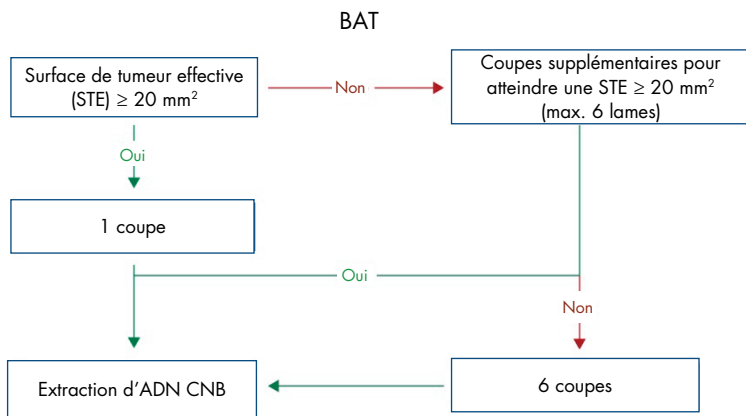 BAT
Surface de tumeur effective
(STE) ≥ 20 mm²
Non
Coupes supplémentaires pour
atteindre une STE ≥ 20 mm²
(max. 6 lames)
Oui
1 coupe
Oui
Non
Extraction d’ADN CNB
6 coupes